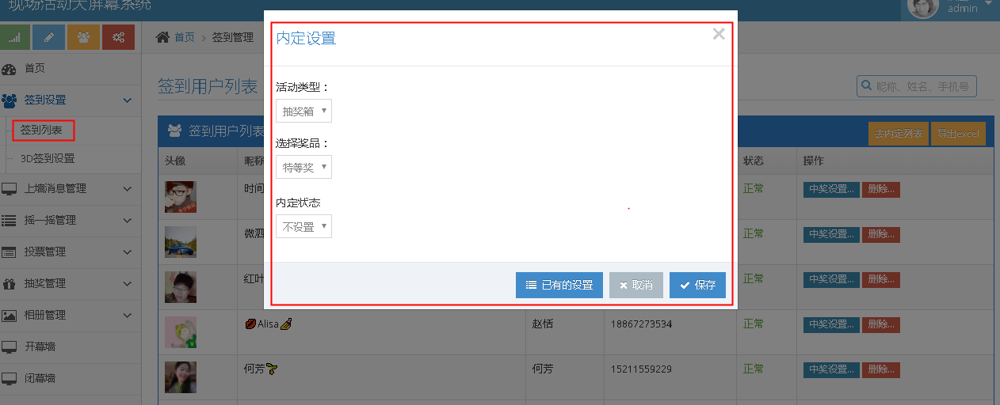 现场活动大屏幕系统
admin
首页 > 签到管理
首页
签到设置
签到列表
3D签到设置
上墙消息管理
摇一摇管理
投票管理
抽奖管理
相册管理
开幕墙
闭幕墙
签到用户列表
昵称、姓名、手机号
签到用户列表
去内定列表
导出excel
头像
昵称
状态
操作
时间
正常
中奖设置...
删除...
微泗
正常
中奖设置...
删除...
红叶
正常
中奖设置...
删除...
Alisa
赵恬
18867273534
正常
中奖设置...
删除...
何芳
何芳
15211559229
正常
中奖设置...
删除...
内定设置
×
活动类型：
抽奖箱
选择奖品：
特等奖
内定状态
不设置
已有的设置
取消
保存